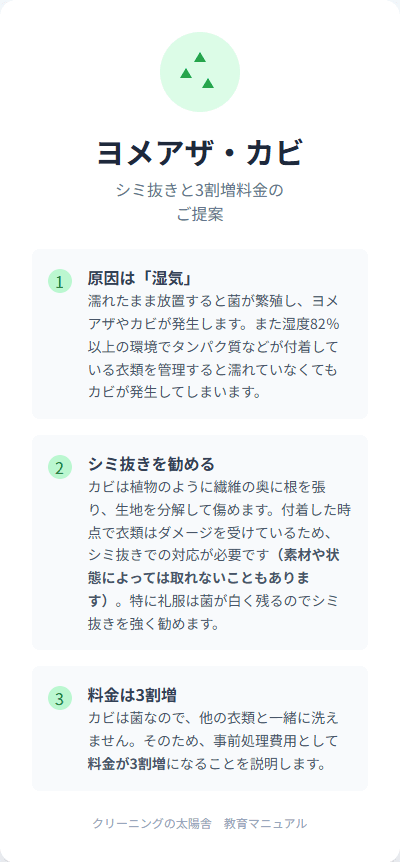 ヨメアザ・カビ
シミ抜きと3割増料金の
ご提案
1
原因は「湿気」
濡れたまま放置すると菌が繁殖し、ヨメ
アザやカビが発生します。また湿度82%
以上の環境でタンパク質などが付着して
いる衣類を管理すると濡れていなくても
カビが発生してしまいます。
2
シミ抜きを勧める
カビは植物のように繊維の奥に根を張
り、生地を分解して傷めます。付着した時
点で衣類はダメージを受けているため、
シミ抜きでの対応が必要です（素材や状
態によっては取れないこともありま
す）。特に礼服は菌が白く残るのでシミ
抜きを強く勧めます。
3
料金は3割増
カビは菌なので、他の衣類と一緒に洗え
ません。そのため、事前処理費用として
料金が3割増になることを説明します。
クリーニングの太陽舎　教育マニュアル